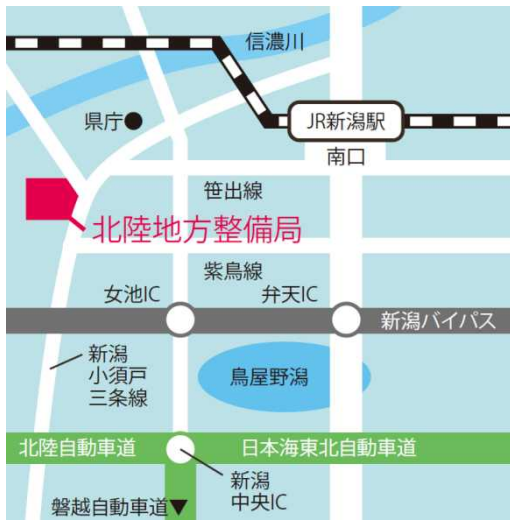 信濃川
県庁●
JR新潟駅
南口
笹出線
北陸地方整備局
紫鳥線
女池IC
弁天IC
新潟バイパス
新潟
小須戸
三条線
鳥屋野潟
北陸自動車道
日本海東北自動車道
新潟
中央IC
磐越自動車道▼